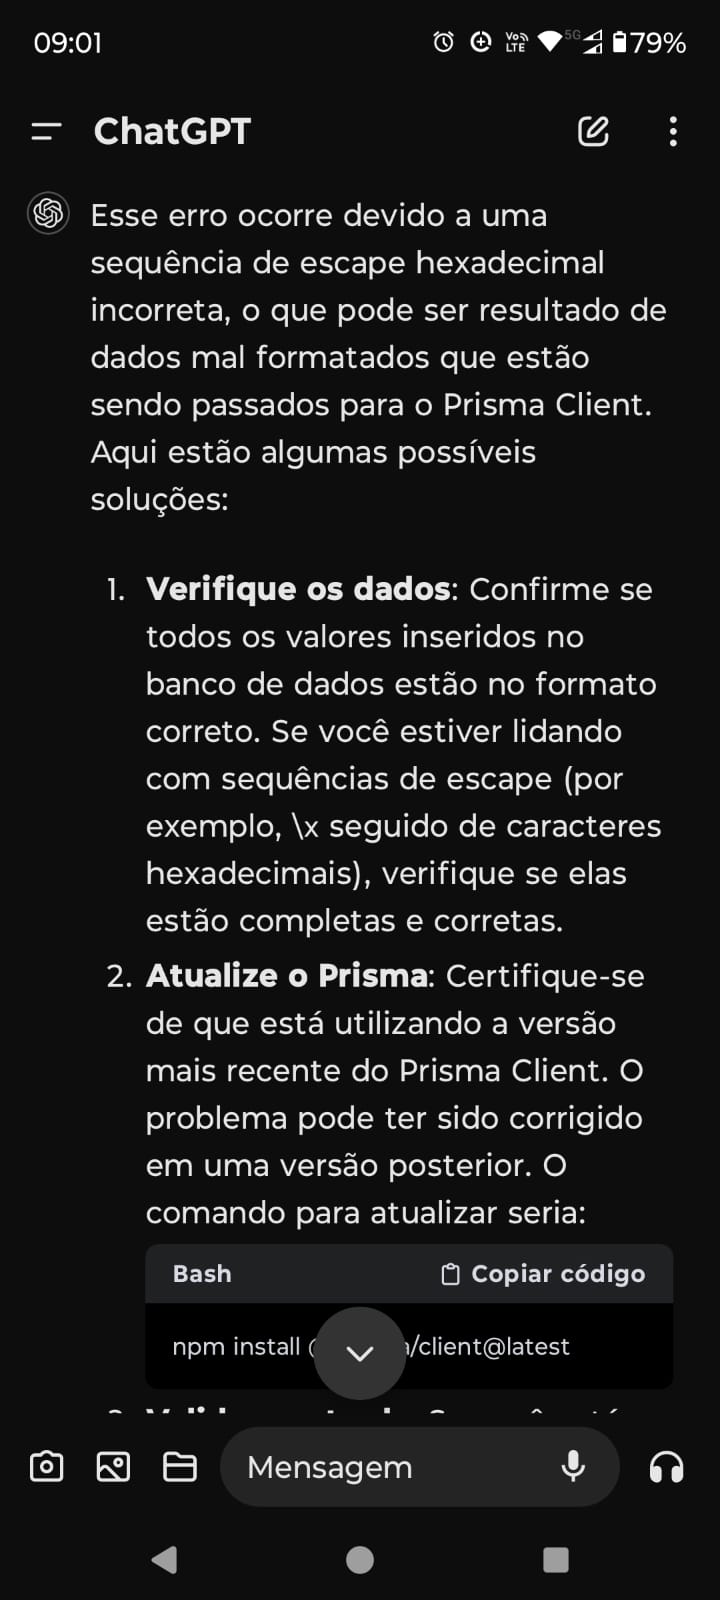 09:01
Vo)) LTE 5G 79%
ChatGPT
Esse erro ocorre devido a uma
sequência de escape hexadecimal
incorreta, o que pode ser resultado de
dados mal formatados que estão
sendo passados para o Prisma Client.
Aqui estão algumas possíveis
soluções:
1. Verifique os dados: Confirme se
todos os valores inseridos no
banco de dados estão no formato
correto. Se você estiver lidando
com sequências de escape (por
exemplo, \x seguido de caracteres
hexadecimais), verifique se elas
estão completas e corretas.
2. Atualize o Prisma: Certifique-se
de que está utilizando a versão
mais recente do Prisma Client. O
problema pode ter sido corrigido
em uma versão posterior. O
comando para atualizar seria:
Bash Copiar código
npm install /client@latest
Mensagem